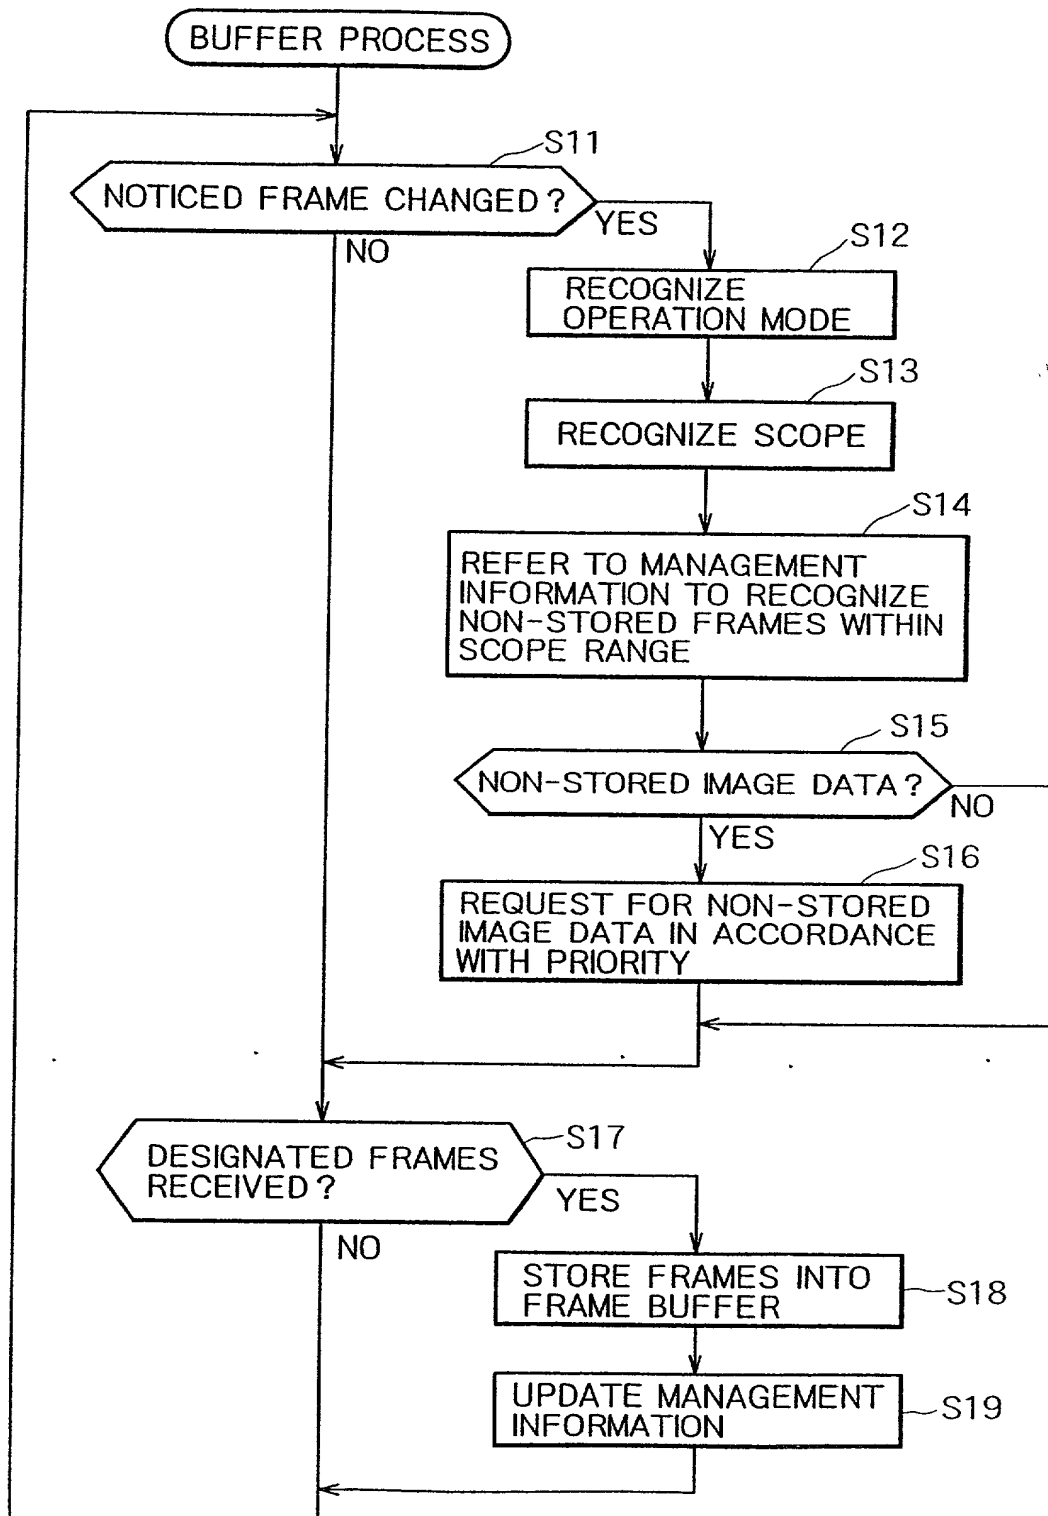 BUFFER PROCESS
S11
NOTICED FRAME CHANGED?
YES
NO
S12
RECOGNIZE
OPERATION MODE
S13
RECOGNIZE SCOPE
S14
REFER TO MANAGEMENT
INFORMATION TO RECOGNIZE
NON-STORED FRAMES WITHIN
SCOPE RANGE
S15
NON-STORED IMAGE DATA?
NO
YES
S16
REQUEST FOR NON-STORED
IMAGE DATA IN ACCORDANCE
WITH PRIORITY
S17
DESIGNATED FRAMES
RECEIVED?
YES
NO
STORE FRAMES INTO
FRAME BUFFER
S18
UPDATE MANAGEMENT
INFORMATION
S19